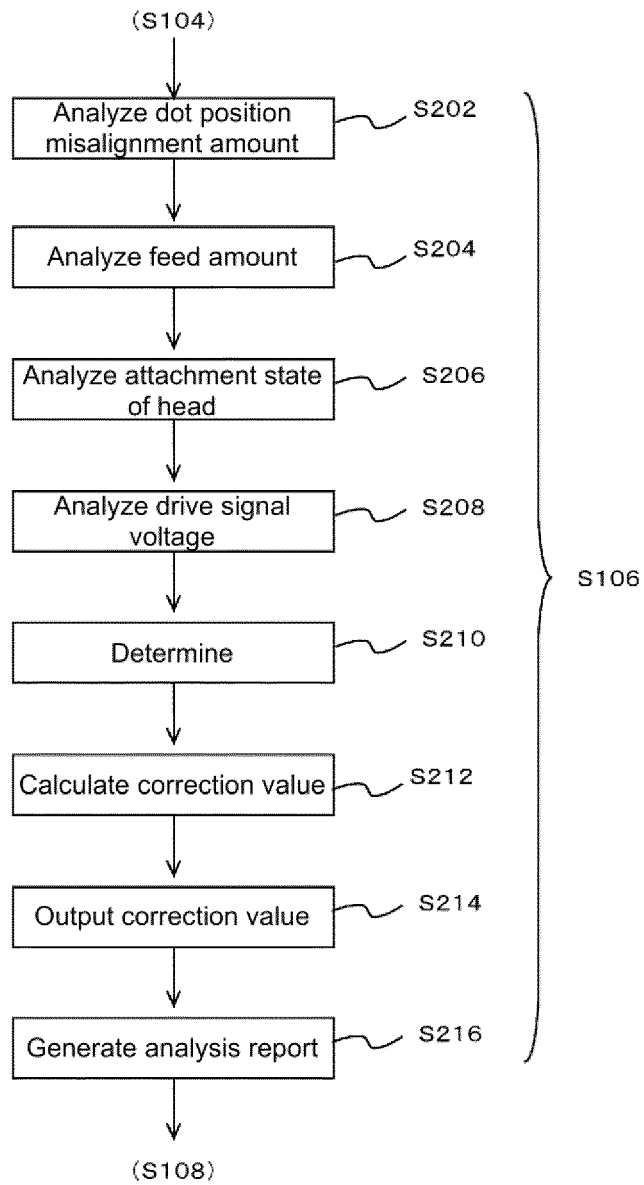 (S104)
Analyze dot position
misalignment amount
S202
Analyze feed amount
S204
Analyze attachment state
of head
S206
Analyze drive signal
voltage
S208
S106
Determine
S210
Calculate correction value
S212
Output correction value
S214
Generate analysis report
S216
(S108)